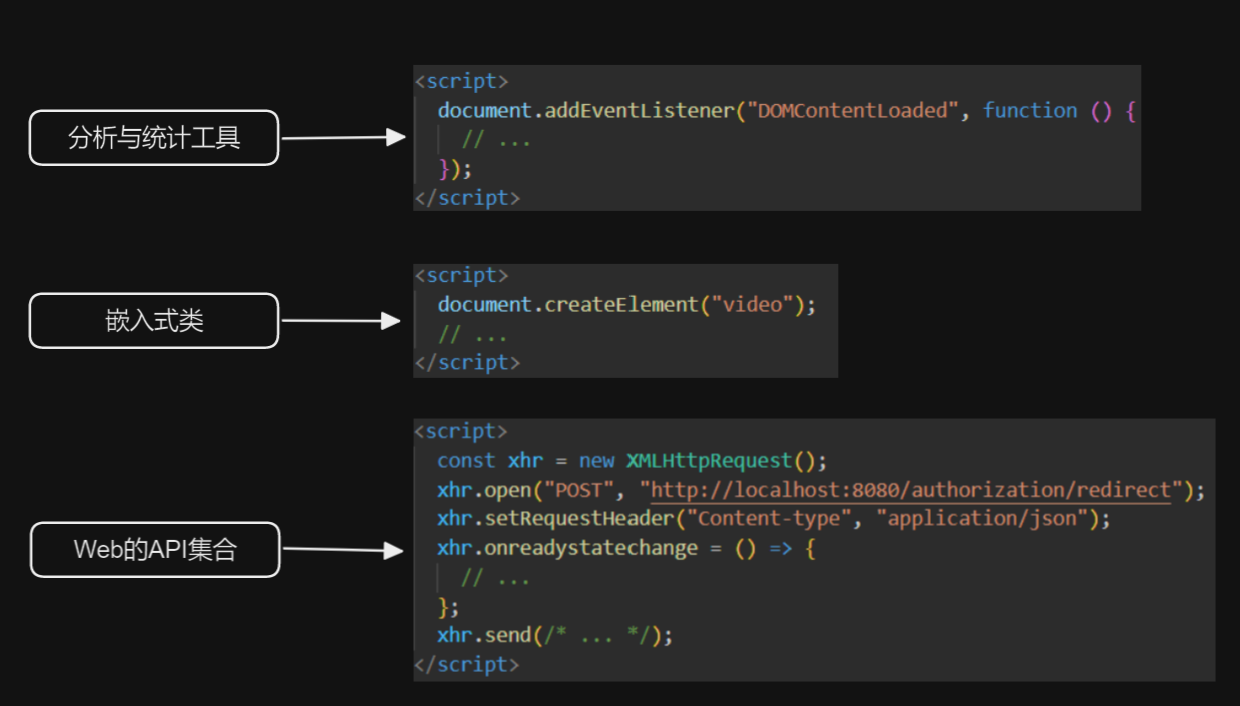 分析与统计工具
<script>
document.addEventListener("DOMContentLoaded", function () {
// ...
});
</script>
嵌入式类
<script>
document.createElement("video");
// ...
</script>
Web的API集合
<script>
const xhr = new XMLHttpRequest();
xhr.open("POST", "http://localhost:8080/authorization/redirect");
xhr.setRequestHeader("Content-type", "application/json");
xhr.onreadystatechange = () => {
// ...
};
xhr.send(/* ... */);
</script>